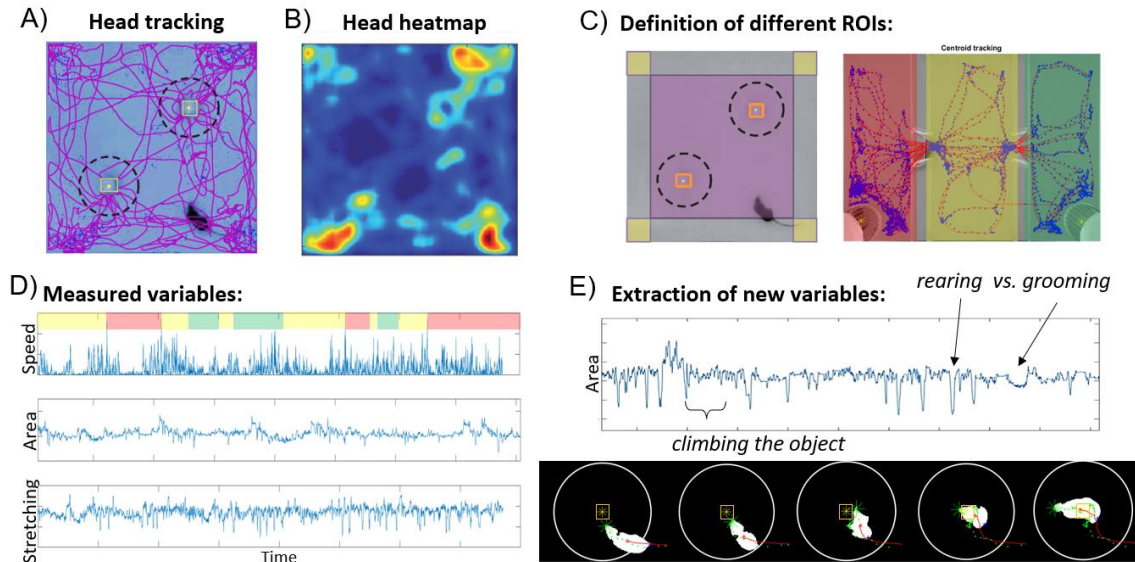 A) Head tracking
B) Head heatmap
C) Definition of different ROIs:
Centroid tracking
D) Measured variables:
Speed
Area
Stretching
Time
E) Extraction of new variables:
rearing vs. grooming
Area
climbing the object